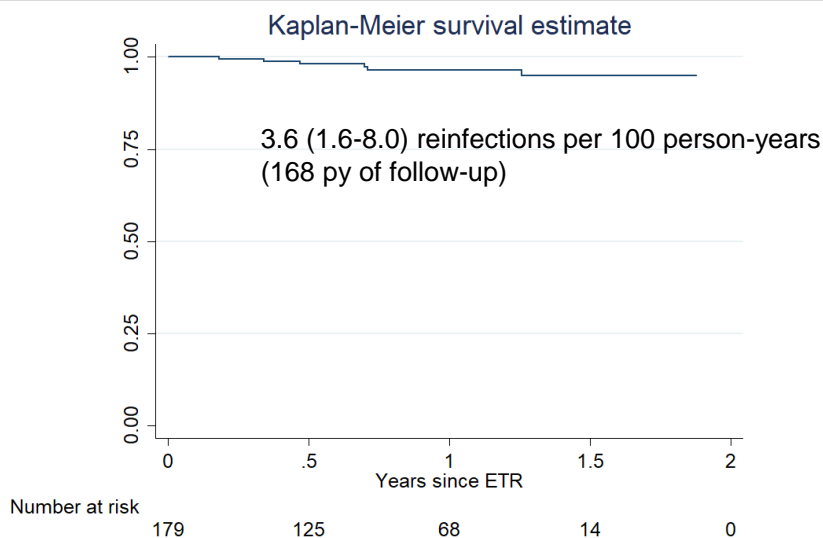 Kaplan-Meier survival estimate
1.00
0.75
0.50
0.25
0.00
3.6 (1.6-8.0) reinfections per 100 person-years
(168 py of follow-up)
0 .5 1 1.5 2
Years since ETR
Number at risk
179 125 68 14 0